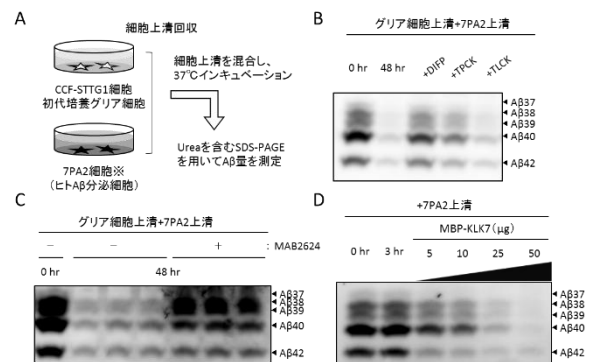 A
細胞上清回収
CCF-STTG1細胞
初代培養グリア細胞
7PA2細胞※
(ヒトAβ分泌細胞)
細胞上清を混合し、
37℃インキュベーション
Ureaを含むSDS-PAGE
を用いてAβ量を測定
B
グリア細胞上清+7PA2上清
0 hr 48 hr +DIFP +TPCK +TLCK
Aβ37
Aβ38
Aβ39
Aβ40
Aβ42
C
グリア細胞上清+7PA2上清
− − + : MAB2624
0 hr 48 hr
Aβ37
Aβ38
Aβ39
Aβ40
Aβ42
D
+7PA2上清
MBP-KLK7(μg)
0 hr 3 hr 5 10 25 50
Aβ37
Aβ38
Aβ39
Aβ40
Aβ42